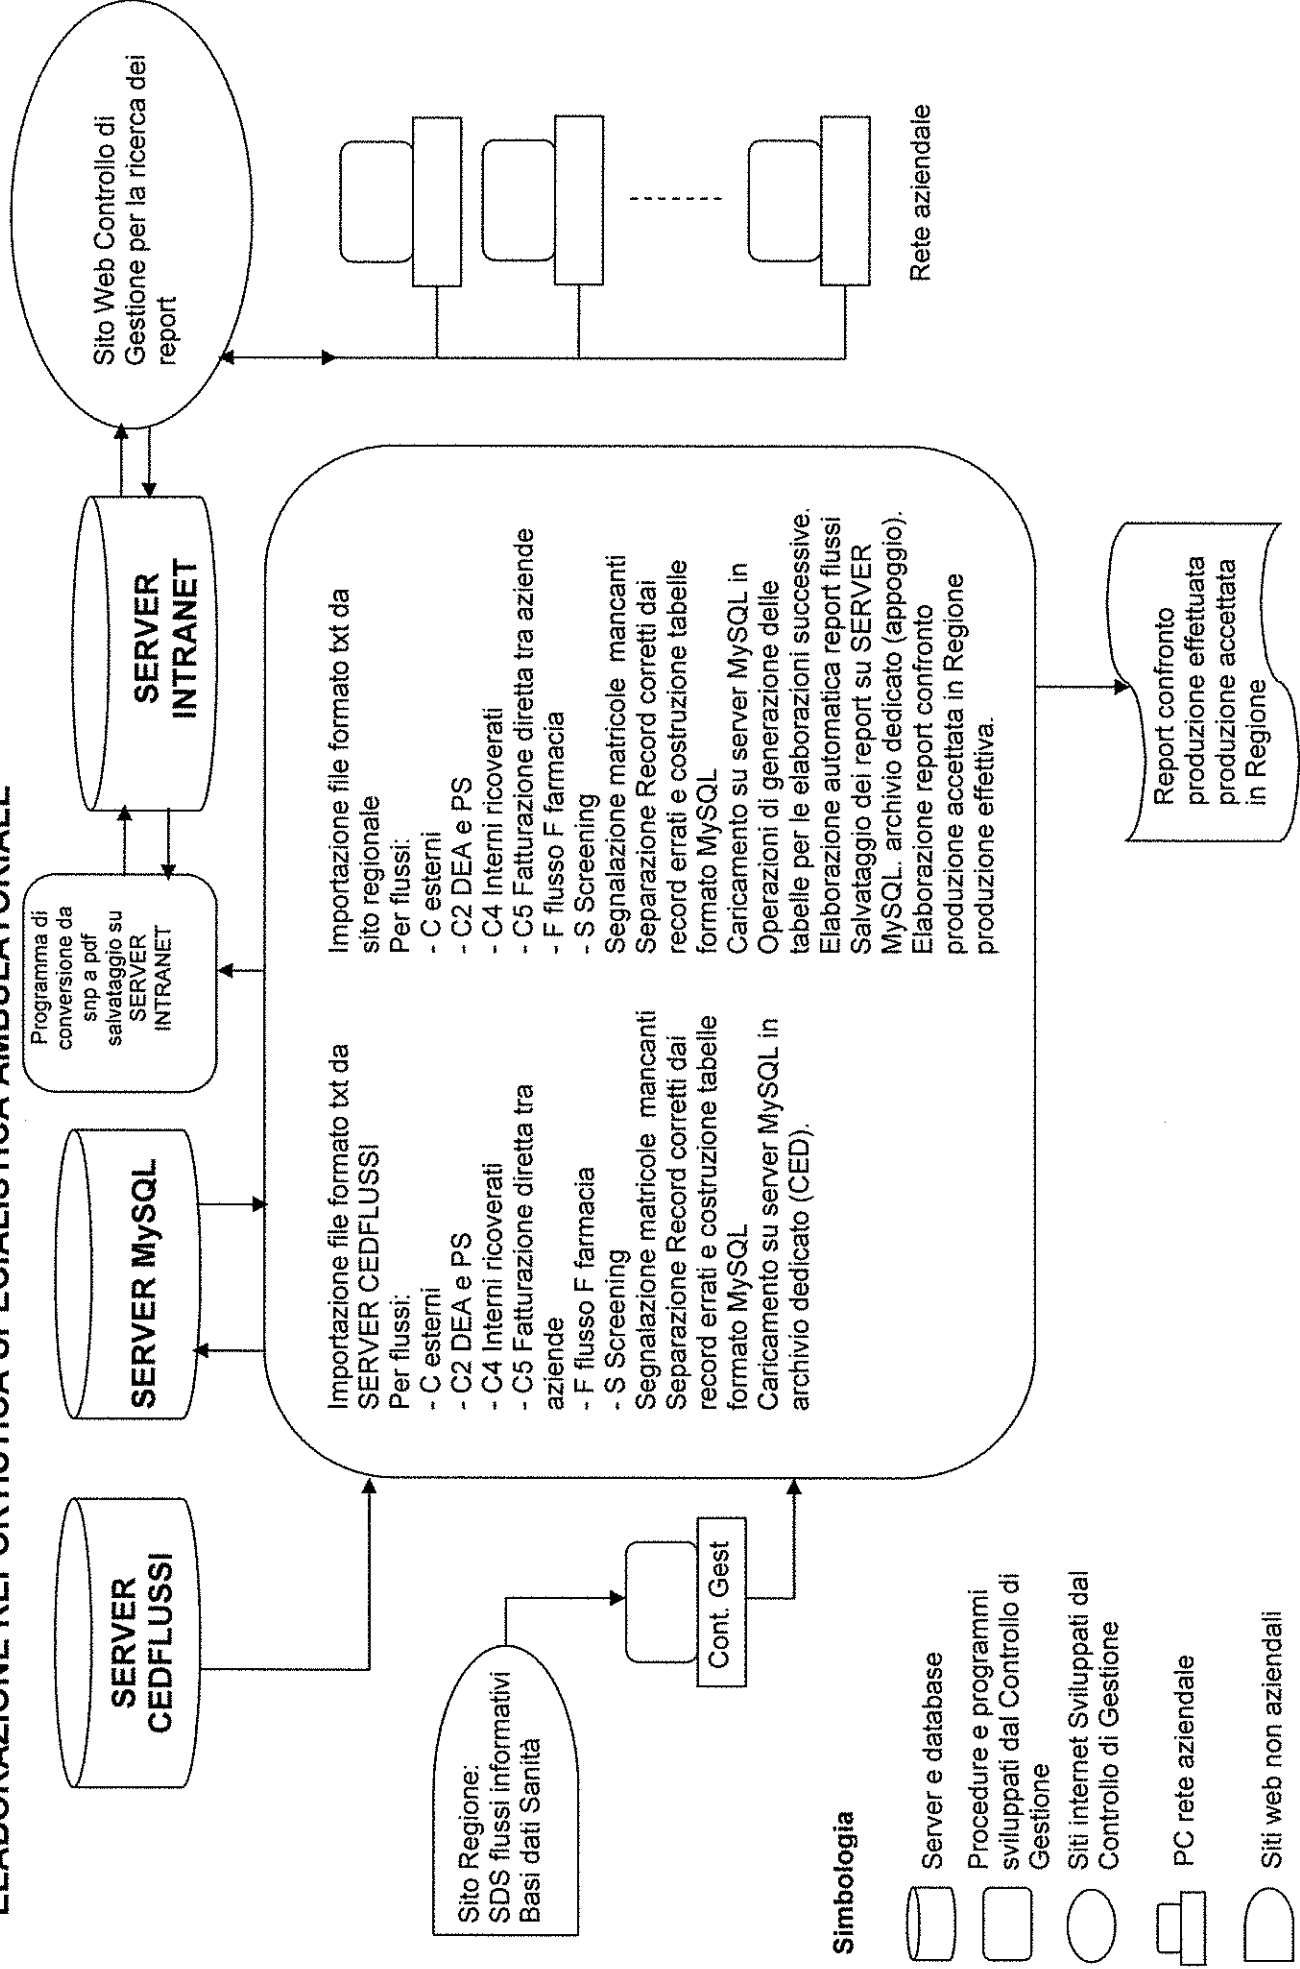 ELABORAZIONE REPORTISTICA SPECIALISTICA AMBULATORIALE
SERVER
CEDFLUSSI
SERVER MySQL
Programma di
conversione da
snp a pdf
salvataggio su
SERVER
INTRANET
SERVER
INTRANET
Sito Web Controllo di
Gestione per la ricerca dei
report
Sito Regione:
SDS flussi informativi
Basi dati Sanità
Cont. Gest
Importazione file formato txt da
SERVER CEDFLUSSI
Per flussi:
- C esterni
- C2 DEA e PS
- C4 Interni ricoverati
- C5 Fatturazione diretta tra
aziende
- F flusso F farmacia
- S Screening
Segnalazione matricole mancanti
Separazione Record corretti dai
record errati e costruzione tabelle
formato MySQL
Caricamento su server MySQL in
archivio dedicato (CED).
Importazione file formato txt da
sito regionale
Per flussi:
- C esterni
- C2 DEA e PS
- C4 Interni ricoverati
- C5 Fatturazione diretta tra aziende
- F flusso F farmacia
- S Screening
Segnalazione matricole mancanti
Separazione Record corretti dai
record errati e costruzione tabelle
formato MySQL
Caricamento su server MySQL in
Operazioni di generazione delle
tabelle per le elaborazioni successive.
Elaborazione automatica report flussi
Salvataggio dei report su SERVER
MySQL. archivio dedicato (appoggio).
Elaborazione report confronto
produzione accettata in Regione
produzione effettiva.
Rete aziendale
Report confronto
produzione effettuata
produzione accettata
in Regione
Simbologia
Server e database
Procedure e programmi
sviluppati dal Controllo di
Gestione
Siti internet Sviluppati dal
Controllo di Gestione
PC rete aziendale
Siti web non aziendali